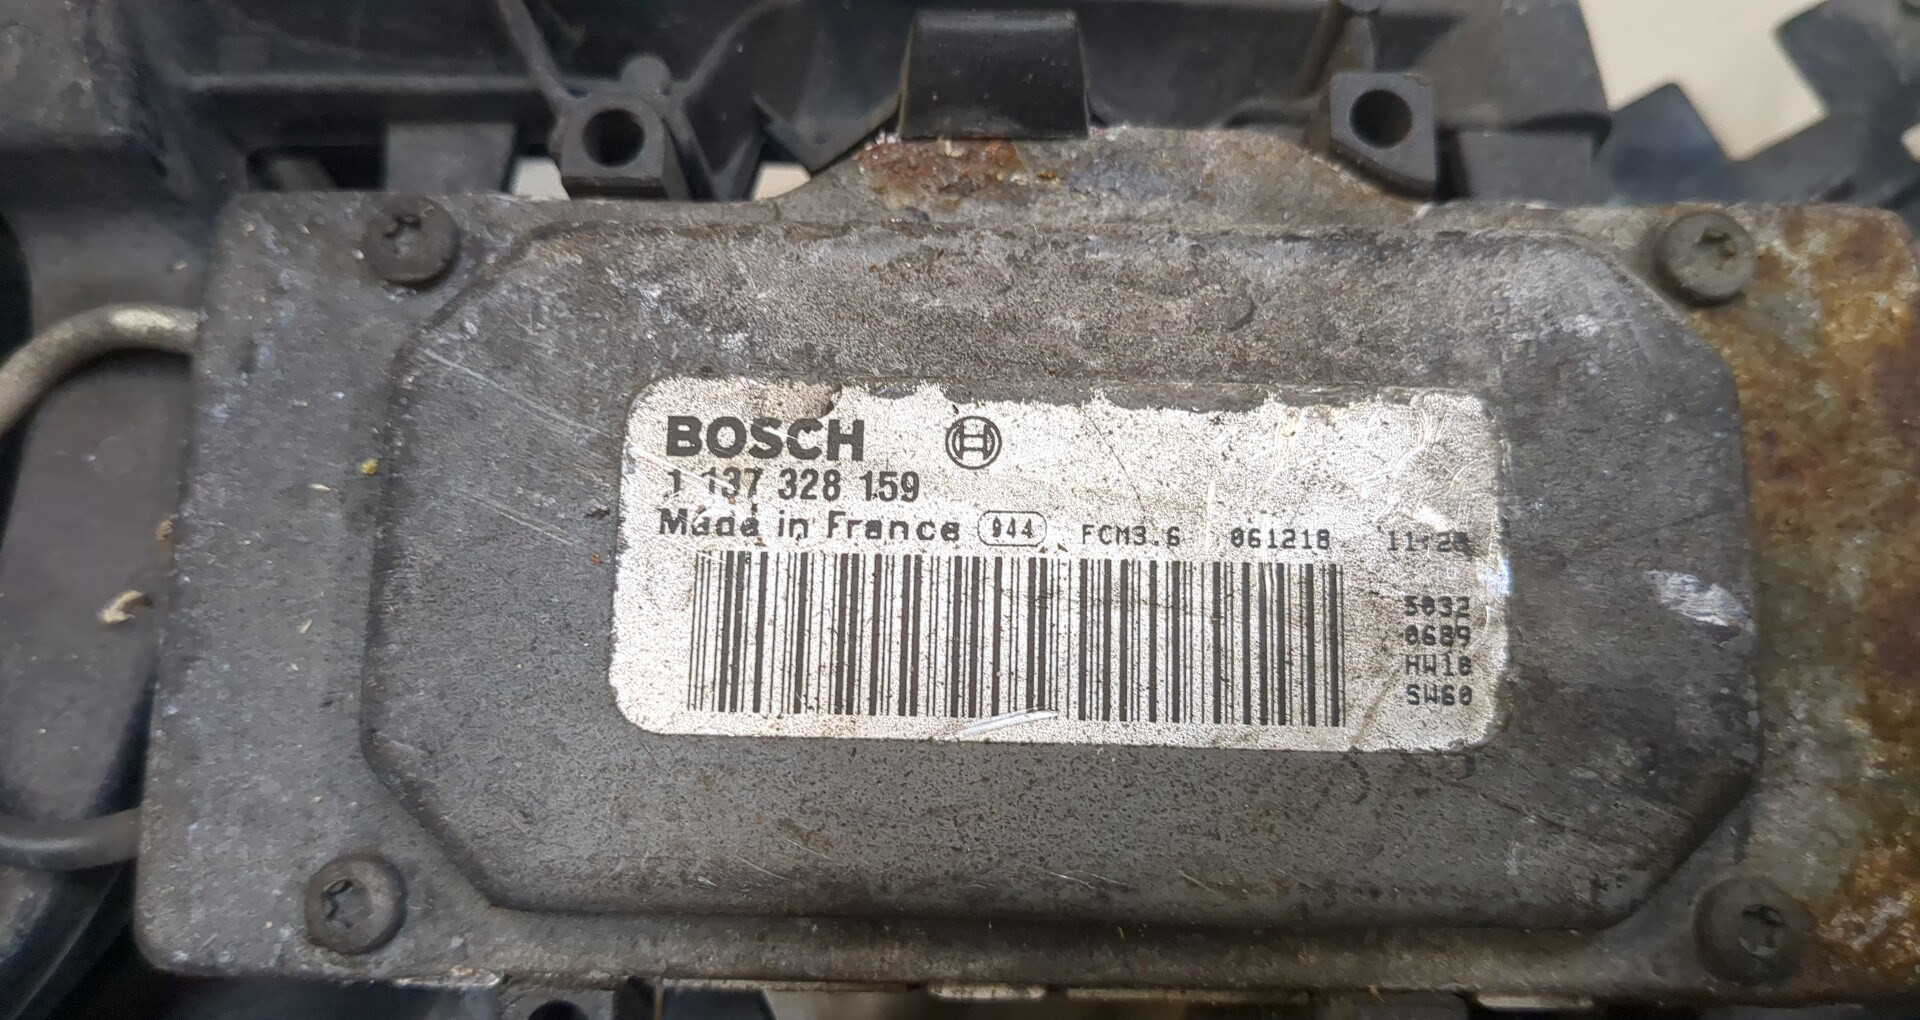 BOSCH
1 137 328 159
Made in France 944 FCM3.6 061218
5032
0689
HW18
SW60